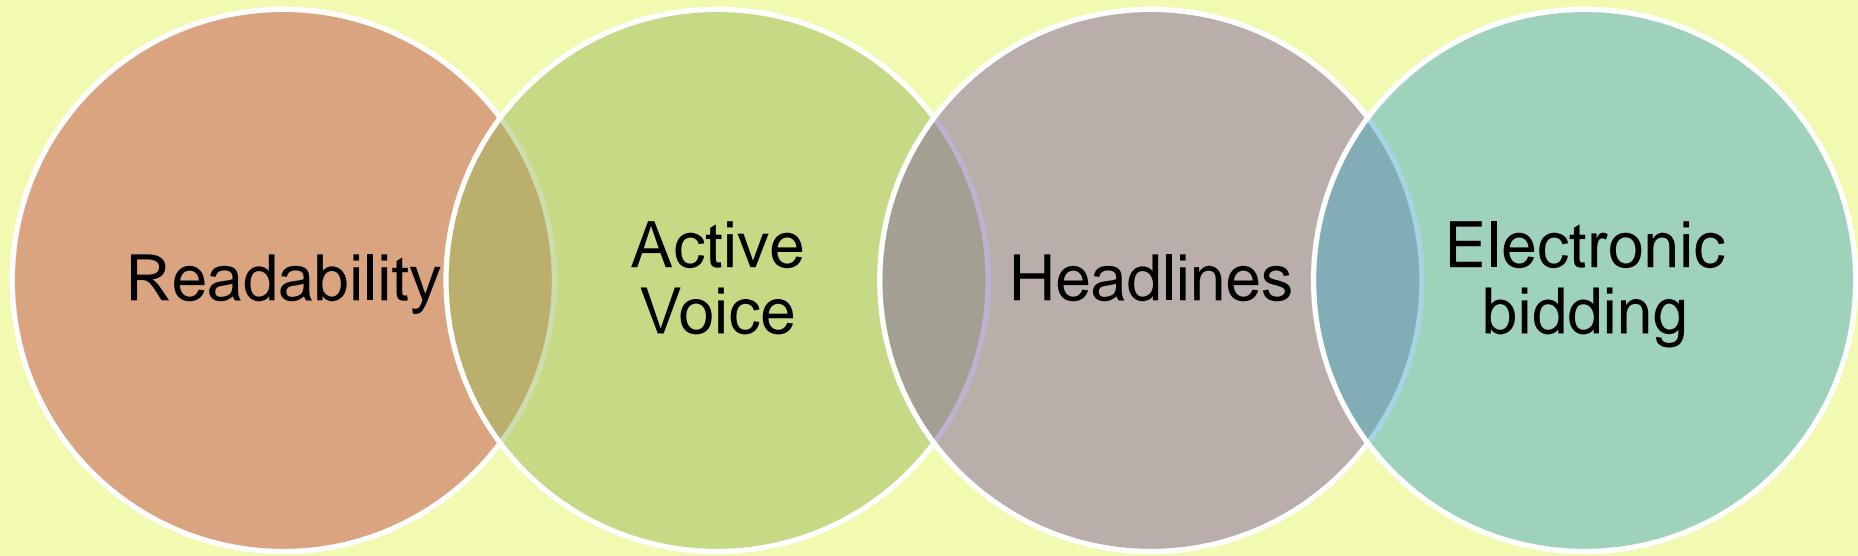 Readability
Active
Voice
Headlines
Electronic
bidding